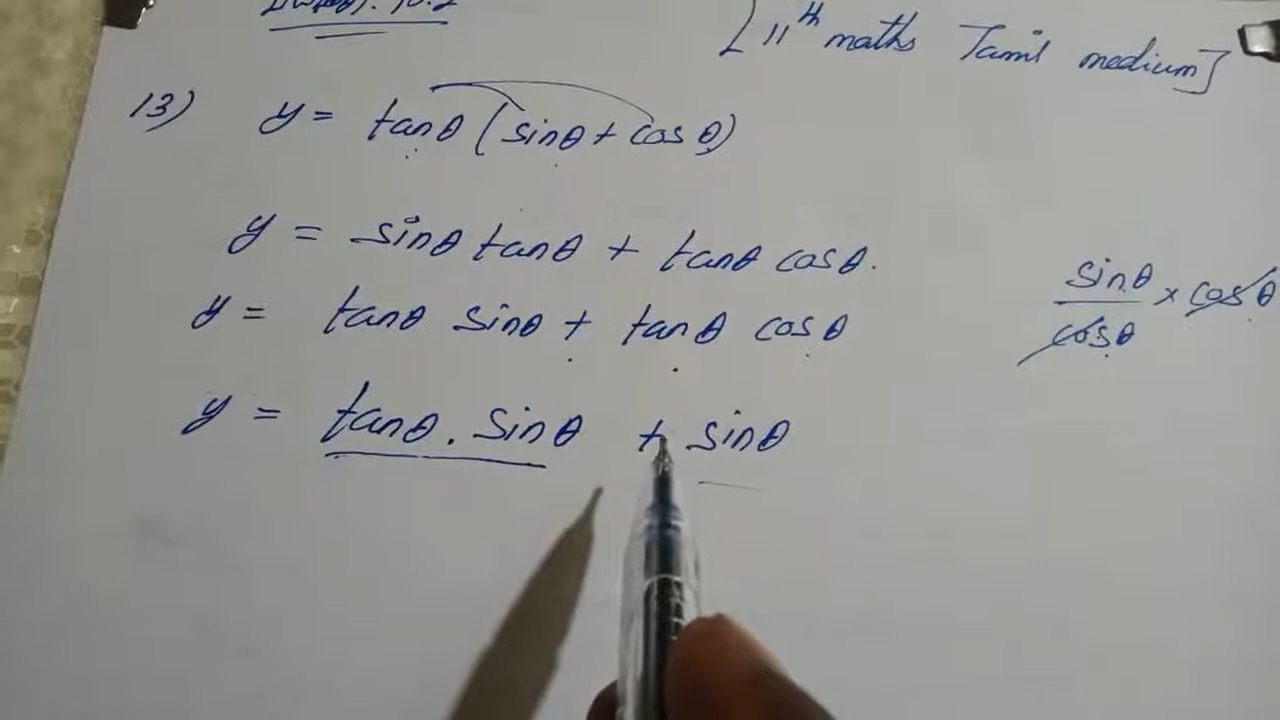 [11th maths Tamil medium]
13) y = tanθ (sinθ + cosθ)
y = sinθ tanθ + tanθ cosθ.
y = tanθ sinθ + tanθ cosθ
sinθ/cosθ × cosθ
y = tanθ . sinθ + sinθ